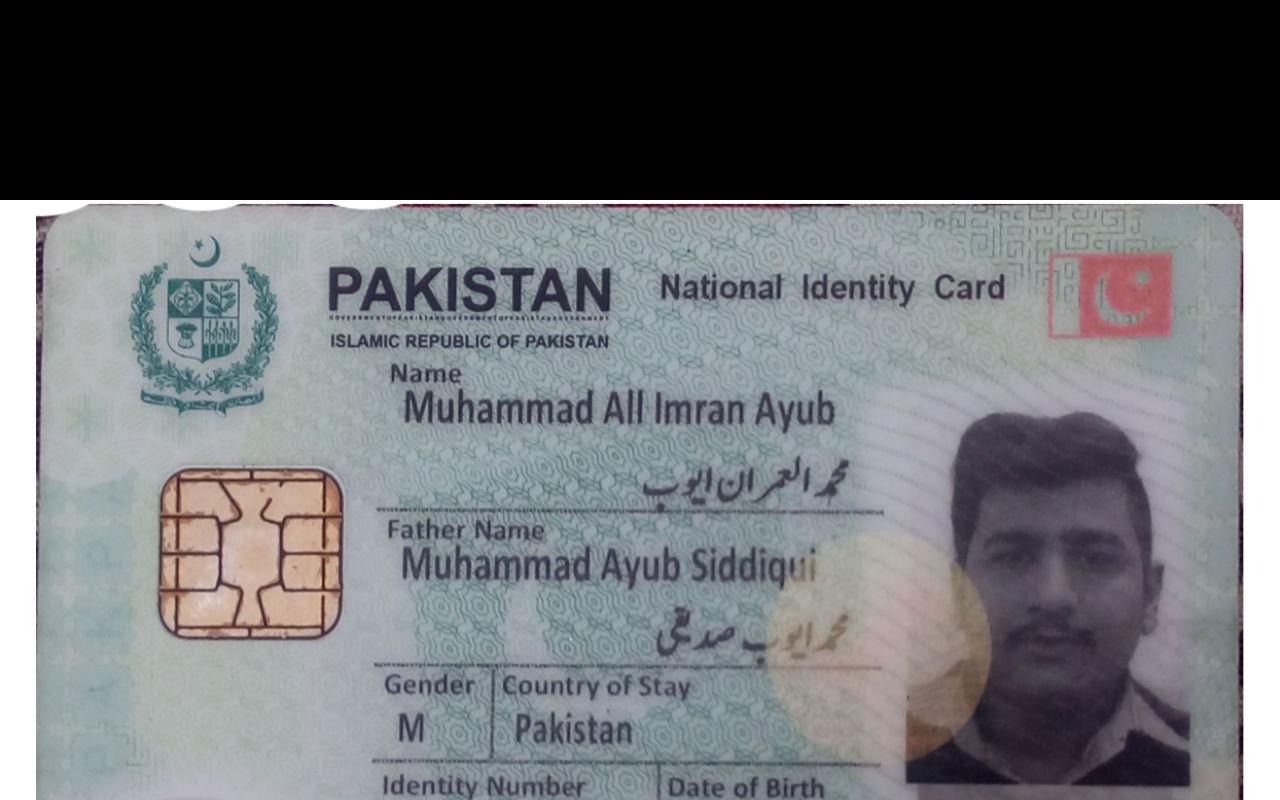 PAKISTAN National Identity Card
ISLAMIC REPUBLIC OF PAKISTAN
Name
Muhammad All Imran Ayub
محمد العمران ایوب
Father Name
Muhammad Ayub Siddiqui
محمد ایوب صدیقی
Gender Country of Stay
M Pakistan
Identity Number Date of Birth